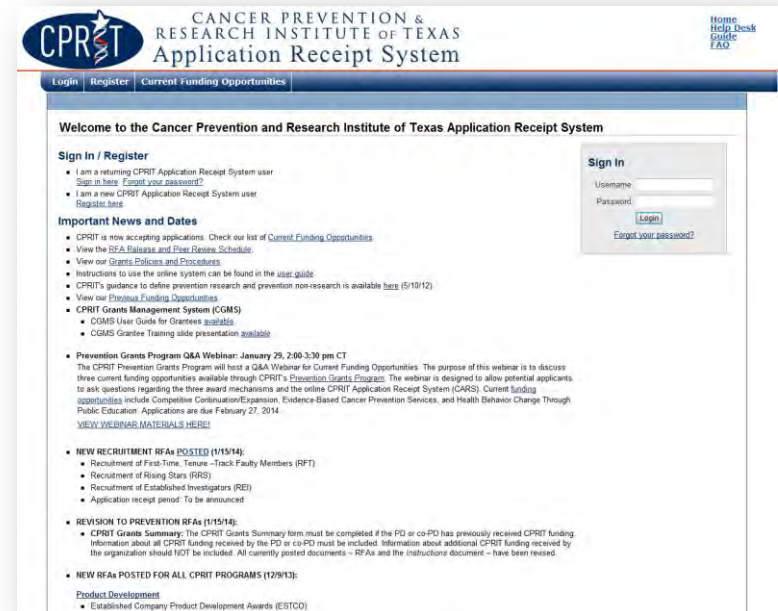 CPRIT
CANCER PREVENTION &
RESEARCH INSTITUTE OF TEXAS
Application Receipt System
Home
Help Desk
Guide
FAQ
Login Register Current Funding Opportunities
Welcome to the Cancer Prevention and Research Institute of Texas Application Receipt System
Sign In / Register
I am a returning CPRIT Application Receipt System user
Sign in here. Forgot your password?
I am a new CPRIT Application Receipt System user
Register here
Important News and Dates
CPRIT is now accepting applications. Check our list of Current Funding Opportunities.
View the RFA Release and Peer Review Schedule.
View our Grants Policies and Procedures.
Instructions to use the online system can be found in the user guide.
CPRIT's guidance to define prevention research and prevention non-research is available here (5/10/12)
View our Previous Funding Opportunities.
CPRIT Grants Management System (CGMS)
CGMS User Guide for Grantees available.
CGMS Grantee Training slide presentation available.
Prevention Grants Program Q&A Webinar: January 29, 2:00-3:30 pm CT
The CPRIT Prevention Grants Program will host a Q&A Webinar for Current Funding Opportunities. The purpose of this webinar is to discuss
three current funding opportunities available through CPRIT's Prevention Grants Program. The webinar is designed to allow potential applicants
to ask questions regarding the three award mechanisms and the online CPRIT Application Receipt System (CARS). Current funding
opportunities include Competitive Continuation/Expansion, Evidence-Based Cancer Prevention Services, and Health Behavior Change Through
Public Education. Applications are due February 27, 2014.
VIEW WEBINAR MATERIALS HERE!
NEW RECRUITMENT RFAs POSTED (1/15/14):
Recruitment of First-Time, Tenure –Track Faulty Members (RFT)
Recruitment of Rising Stars (RRS)
Recruitment of Established Investigators (REI)
Application receipt period: To be announced
REVISION TO PREVENTION RFAs (1/15/14):
CPRIT Grants Summary: The CPRIT Grants Summary form must be completed if the PD or co-PD has previously received CPRIT funding.
Information about all CPRIT funding received by the PD or co-PD must be included. Information about additional CPRIT funding received by
the organization should NOT be included. All currently posted documents – RFAs and the instructions document – have been revised.
NEW RFAs POSTED FOR ALL CPRIT PROGRAMS (12/9/13):
Product Development
Established Company Product Development Awards (ESTCO)
Sign In
Username
Password
Login
Forgot your password?